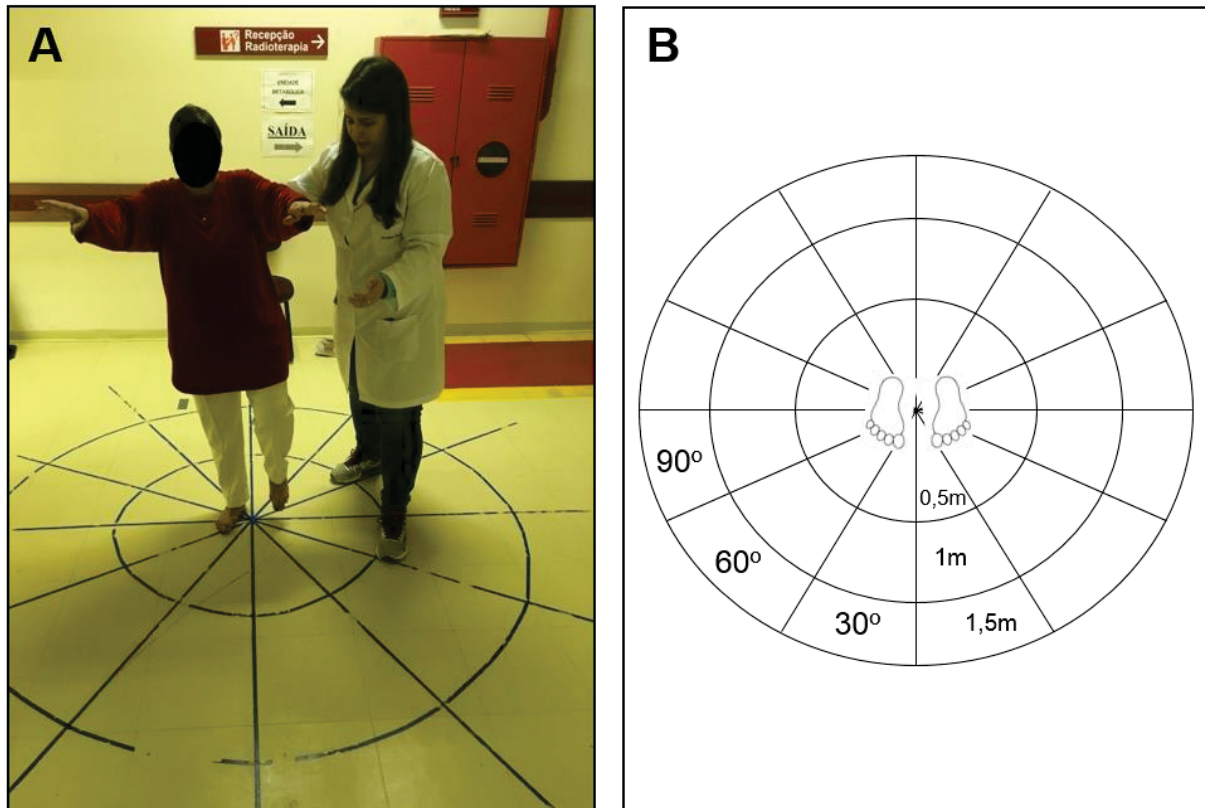 A
Recepção
Radioterapia
UNIDADE
METABÓLICA
SAÍDA
B
90º
60º
30º
0,5m
1m
1,5m